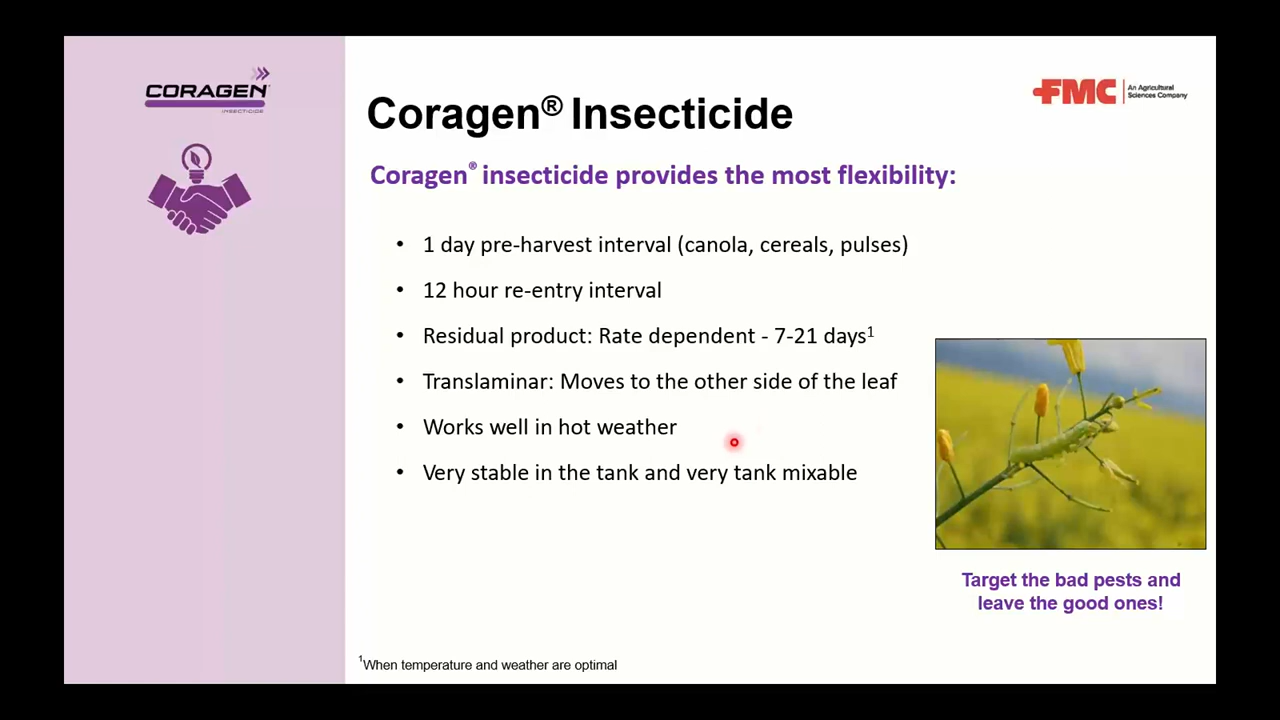 CORAGEN
INSECTICIDE
Coragen® Insecticide
FMC
An Agricultural
Sciences Company
Coragen® insecticide provides the most flexibility:
• 1 day pre-harvest interval (canola, cereals, pulses)
• 12 hour re-entry interval
• Residual product: Rate dependent - 7-21 days¹
• Translaminar: Moves to the other side of the leaf
• Works well in hot weather
• Very stable in the tank and very tank mixable
Target the bad pests and
leave the good ones!
¹When temperature and weather are optimal